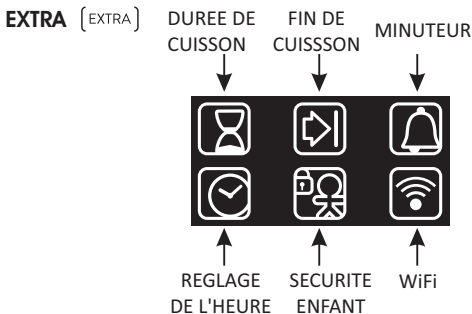 EXTRA [EXTRA]
DUREE DE
CUISSON
FIN DE
CUISSSON
MINUTEUR
REGLAGE
DE L'HEURE
SECURITE
ENFANT
WiFi